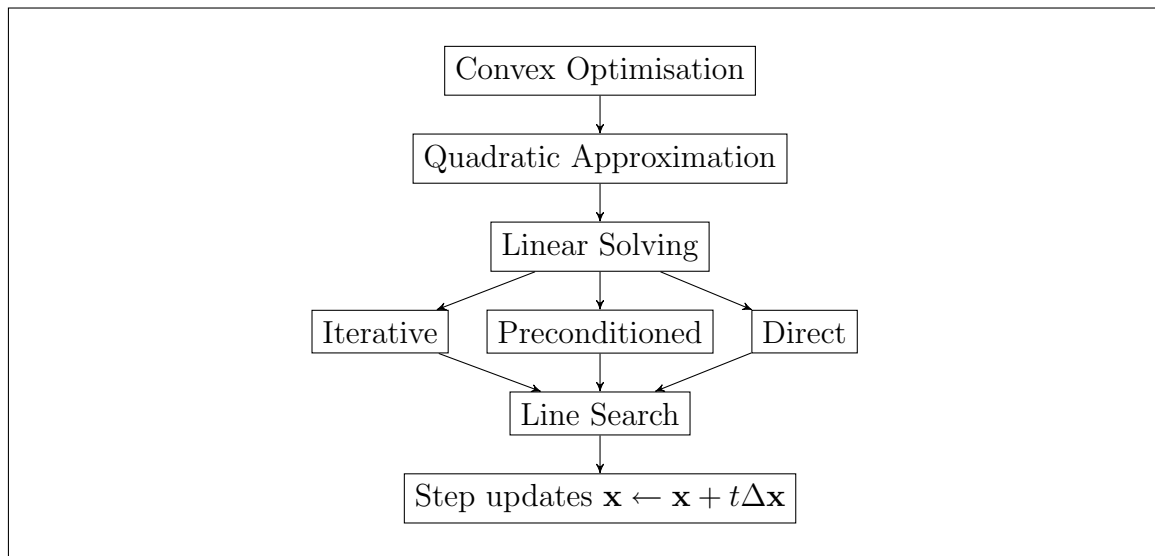 Convex Optimisation
Quadratic Approximation
Linear Solving
Iterative
Preconditioned
Direct
Line Search
Step updates x ← x + tΔx